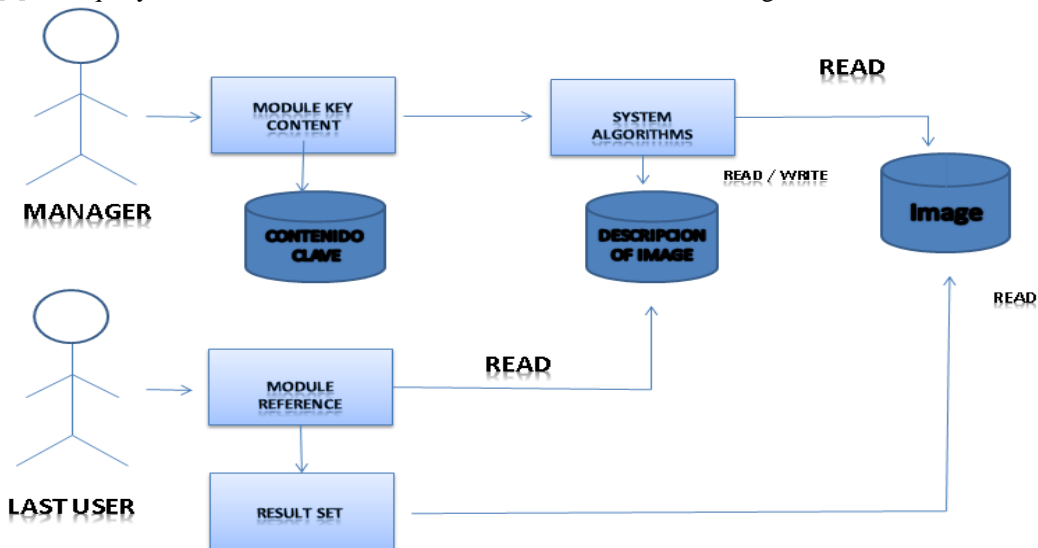 READ
MODULE KEY
CONTENT
SYSTEM
ALGORITHMS
READ / WRITE
MANAGER
CONTENIDO
CLAVE
DESCRIPCION
OF IMAGE
Image
READ
READ
MODULE
REFERENCE
LAST USER
RESULT SET